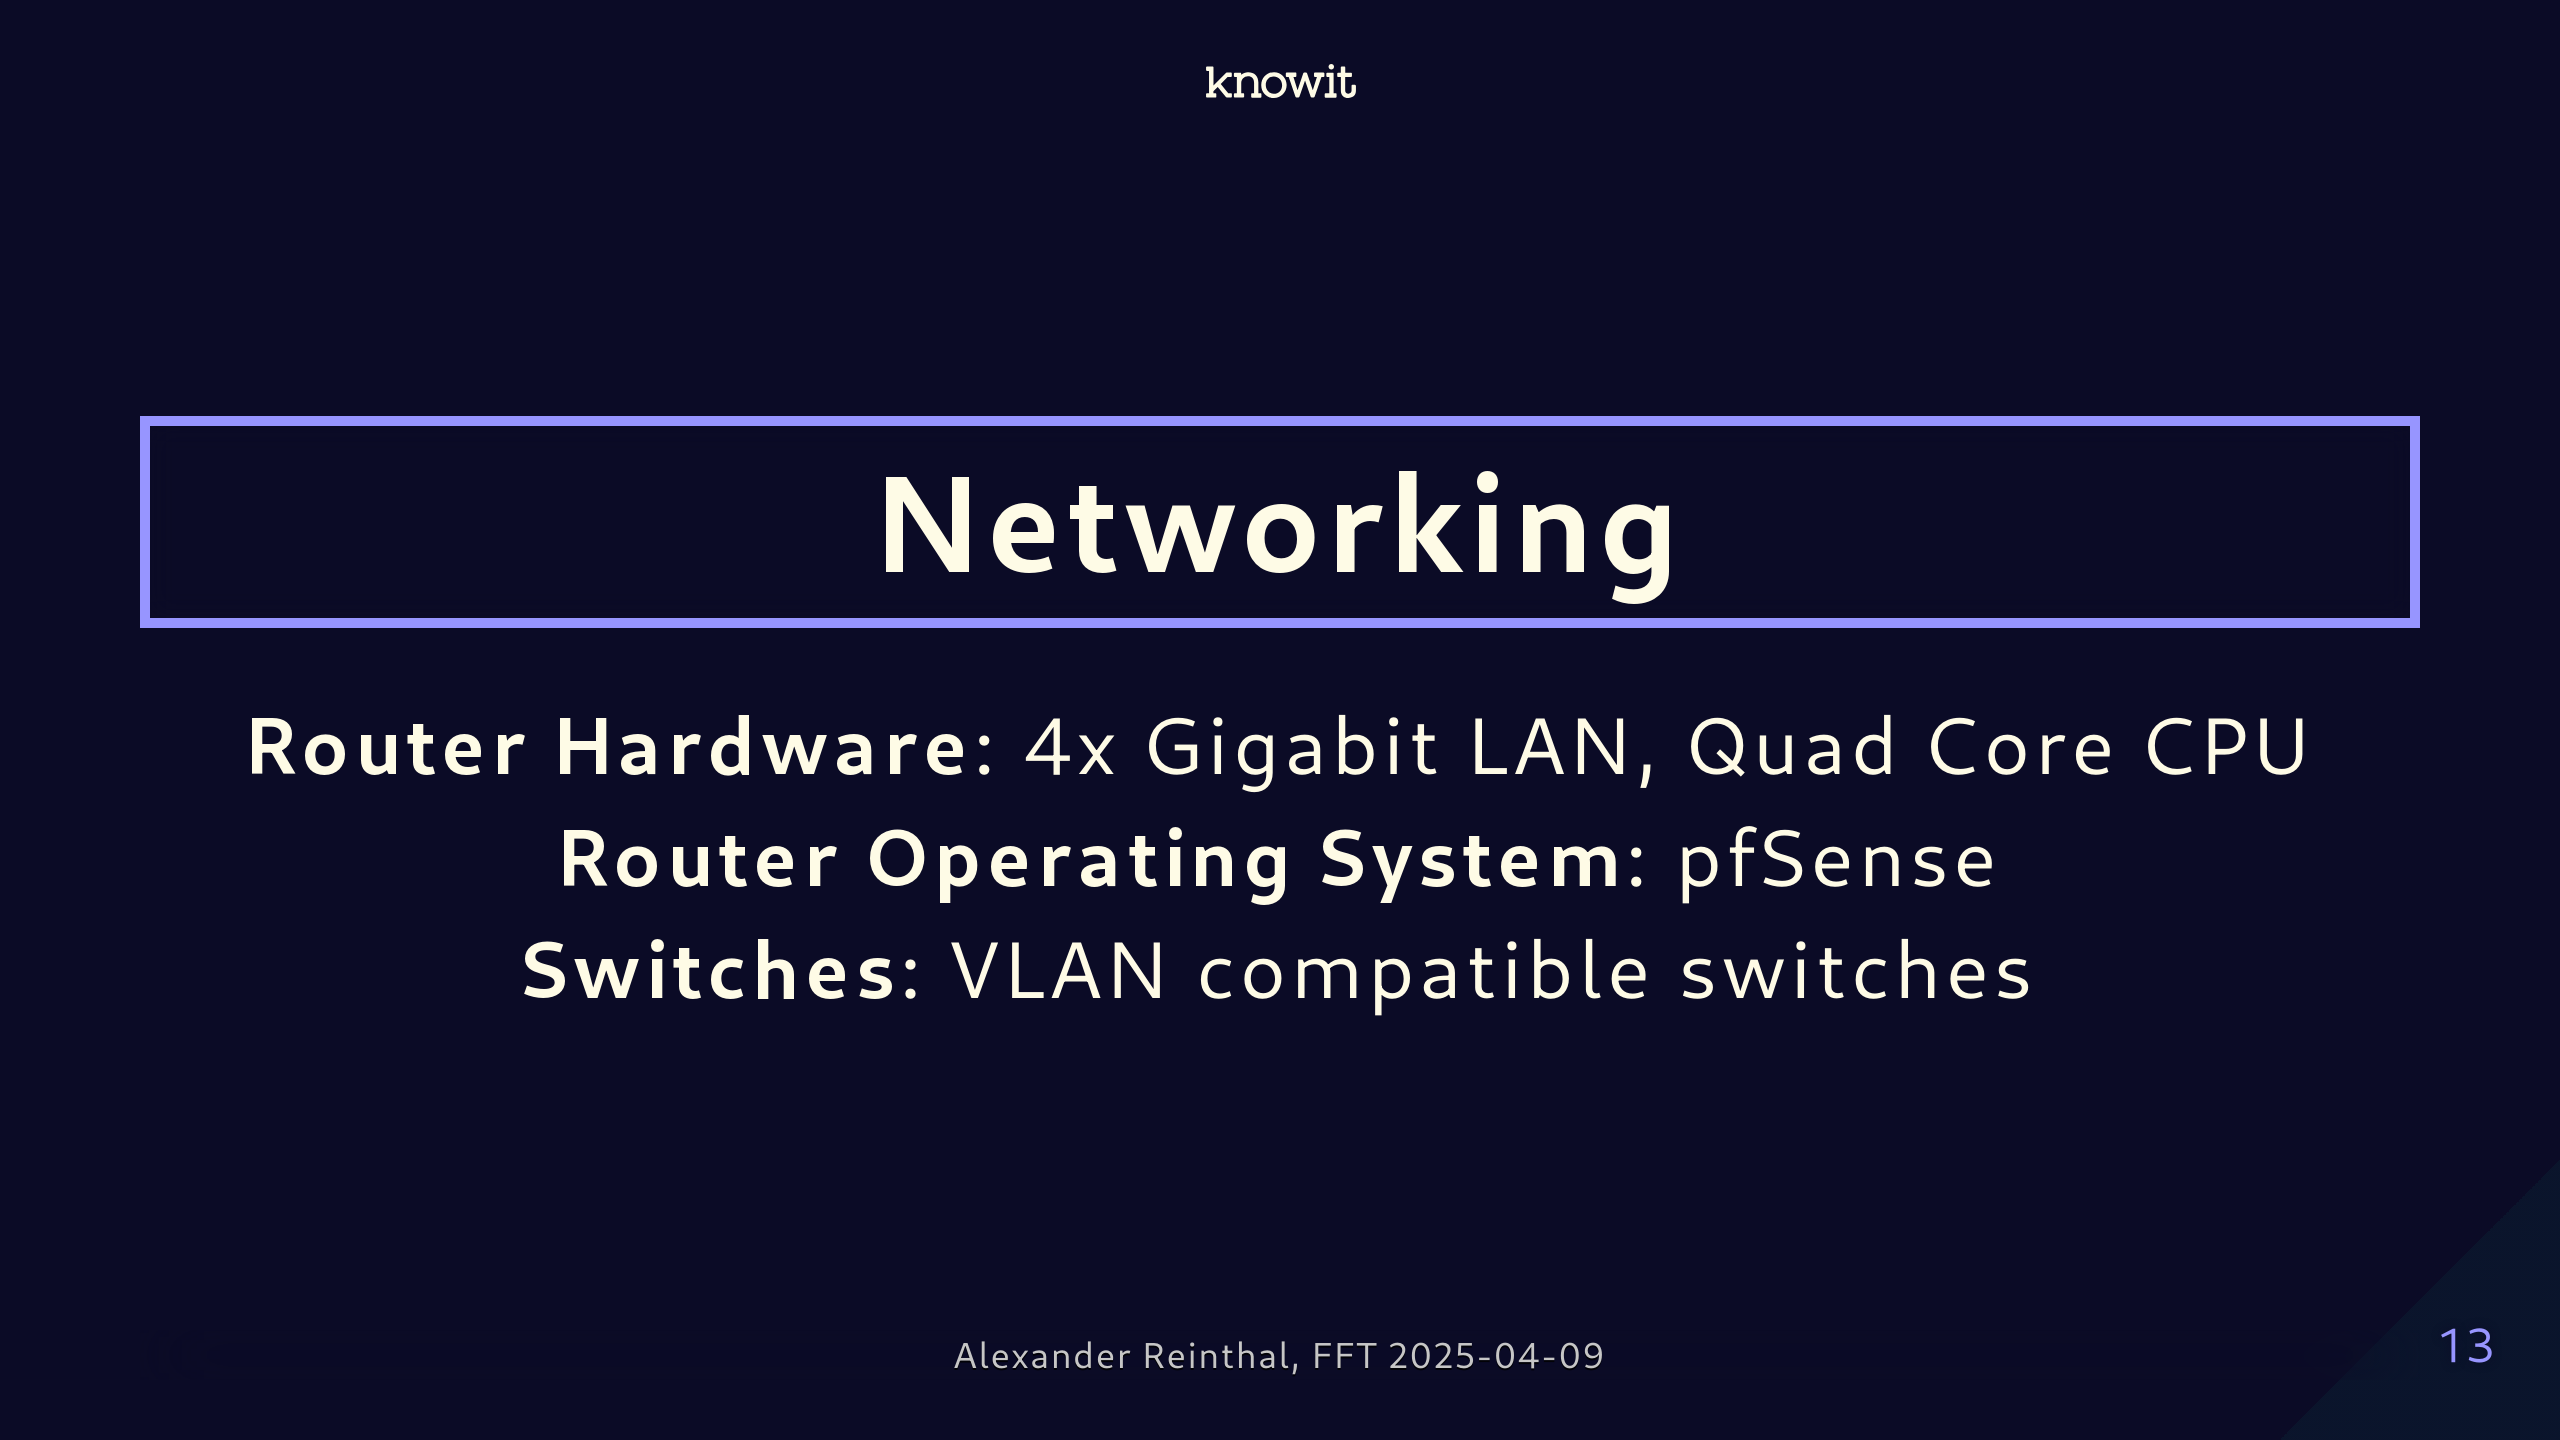 knowit
Networking
Router Hardware: 4x Gigabit LAN, Quad Core CPU
Router Operating System: pfSense
Switches: VLAN compatible switches
Alexander Reinthal, FFT 2025-04-09
13